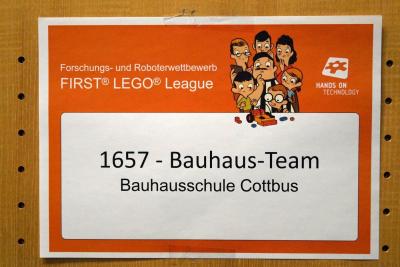 Forschungs- und Roboterwettbewerb
FIRST® LEGO® League
HANDS ON
TECHNOLOGY
1657 - Bauhaus-Team
Bauhausschule Cottbus